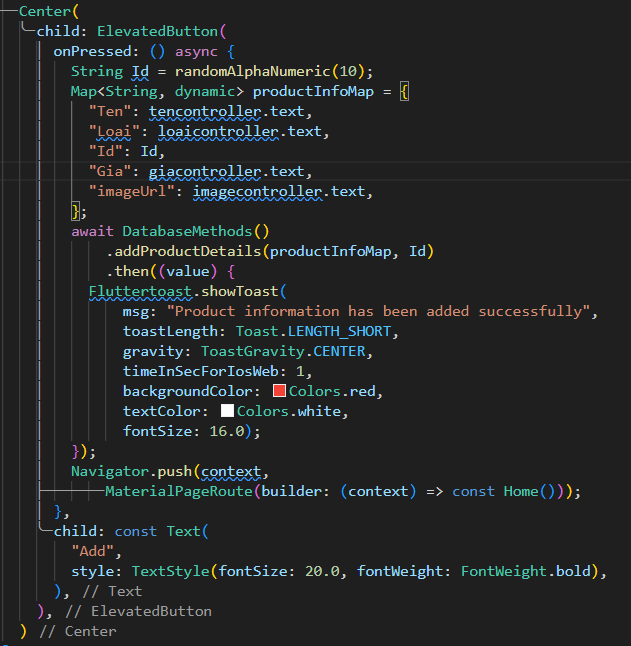 Center(
child: ElevatedButton(
onPressed: () async {
String Id = randomAlphaNumeric(10);
Map<String, dynamic> productInfoMap = {
"Ten": tencontroller.text,
"Loai": loaicontroller.text,
"Id": Id,
"Gia": giacontroller.text,
"imageUrl": imagecontroller.text,
};
await DatabaseMethods()
.addProductDetails(productInfoMap, Id)
.then((value) {
Fluttertoast.showToast(
msg: "Product information has been added successfully",
toastLength: Toast.LENGTH_SHORT,
gravity: ToastGravity.CENTER,
timeInSecForIosWeb: 1,
backgroundColor: Colors.red,
textColor: Colors.white,
fontSize: 16.0);
});
Navigator.push(context,
MaterialPageRoute(builder: (context) => const Home()));
},
child: const Text(
"Add",
style: TextStyle(fontSize: 20.0, fontWeight: FontWeight.bold),
), // Text
), // ElevatedButton
) // Center